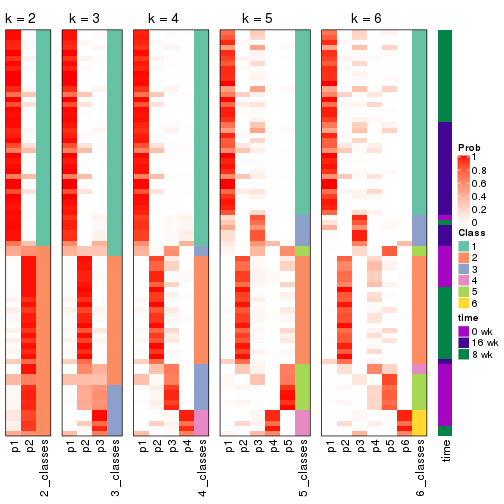 k = 2
k = 3
k = 4
k = 5
k = 6
Prob
1
0.8
0.6
0.4
0.2
0
Class
1
2
3
4
5
6
time
0 wk
16 wk
8 wk
p1
p2
2_classes
p1
p2
p3
3_classes
p1
p2
p3
p4
4_classes
p1
p2
p3
p4
p5
5_classes
p1
p2
p3
p4
p5
p6
6_classes
time